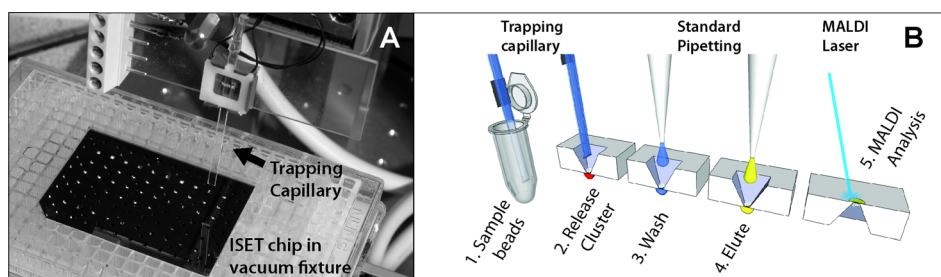 A
Trapping
Capillary
ISET chip in
vacuum fixture
B
Trapping
capillary
Standard
Pipetting
MALDI
Laser
1. Sample
beads
2. Release
Cluster
3. Wash
4. Elute
5. MALDI
Analysis